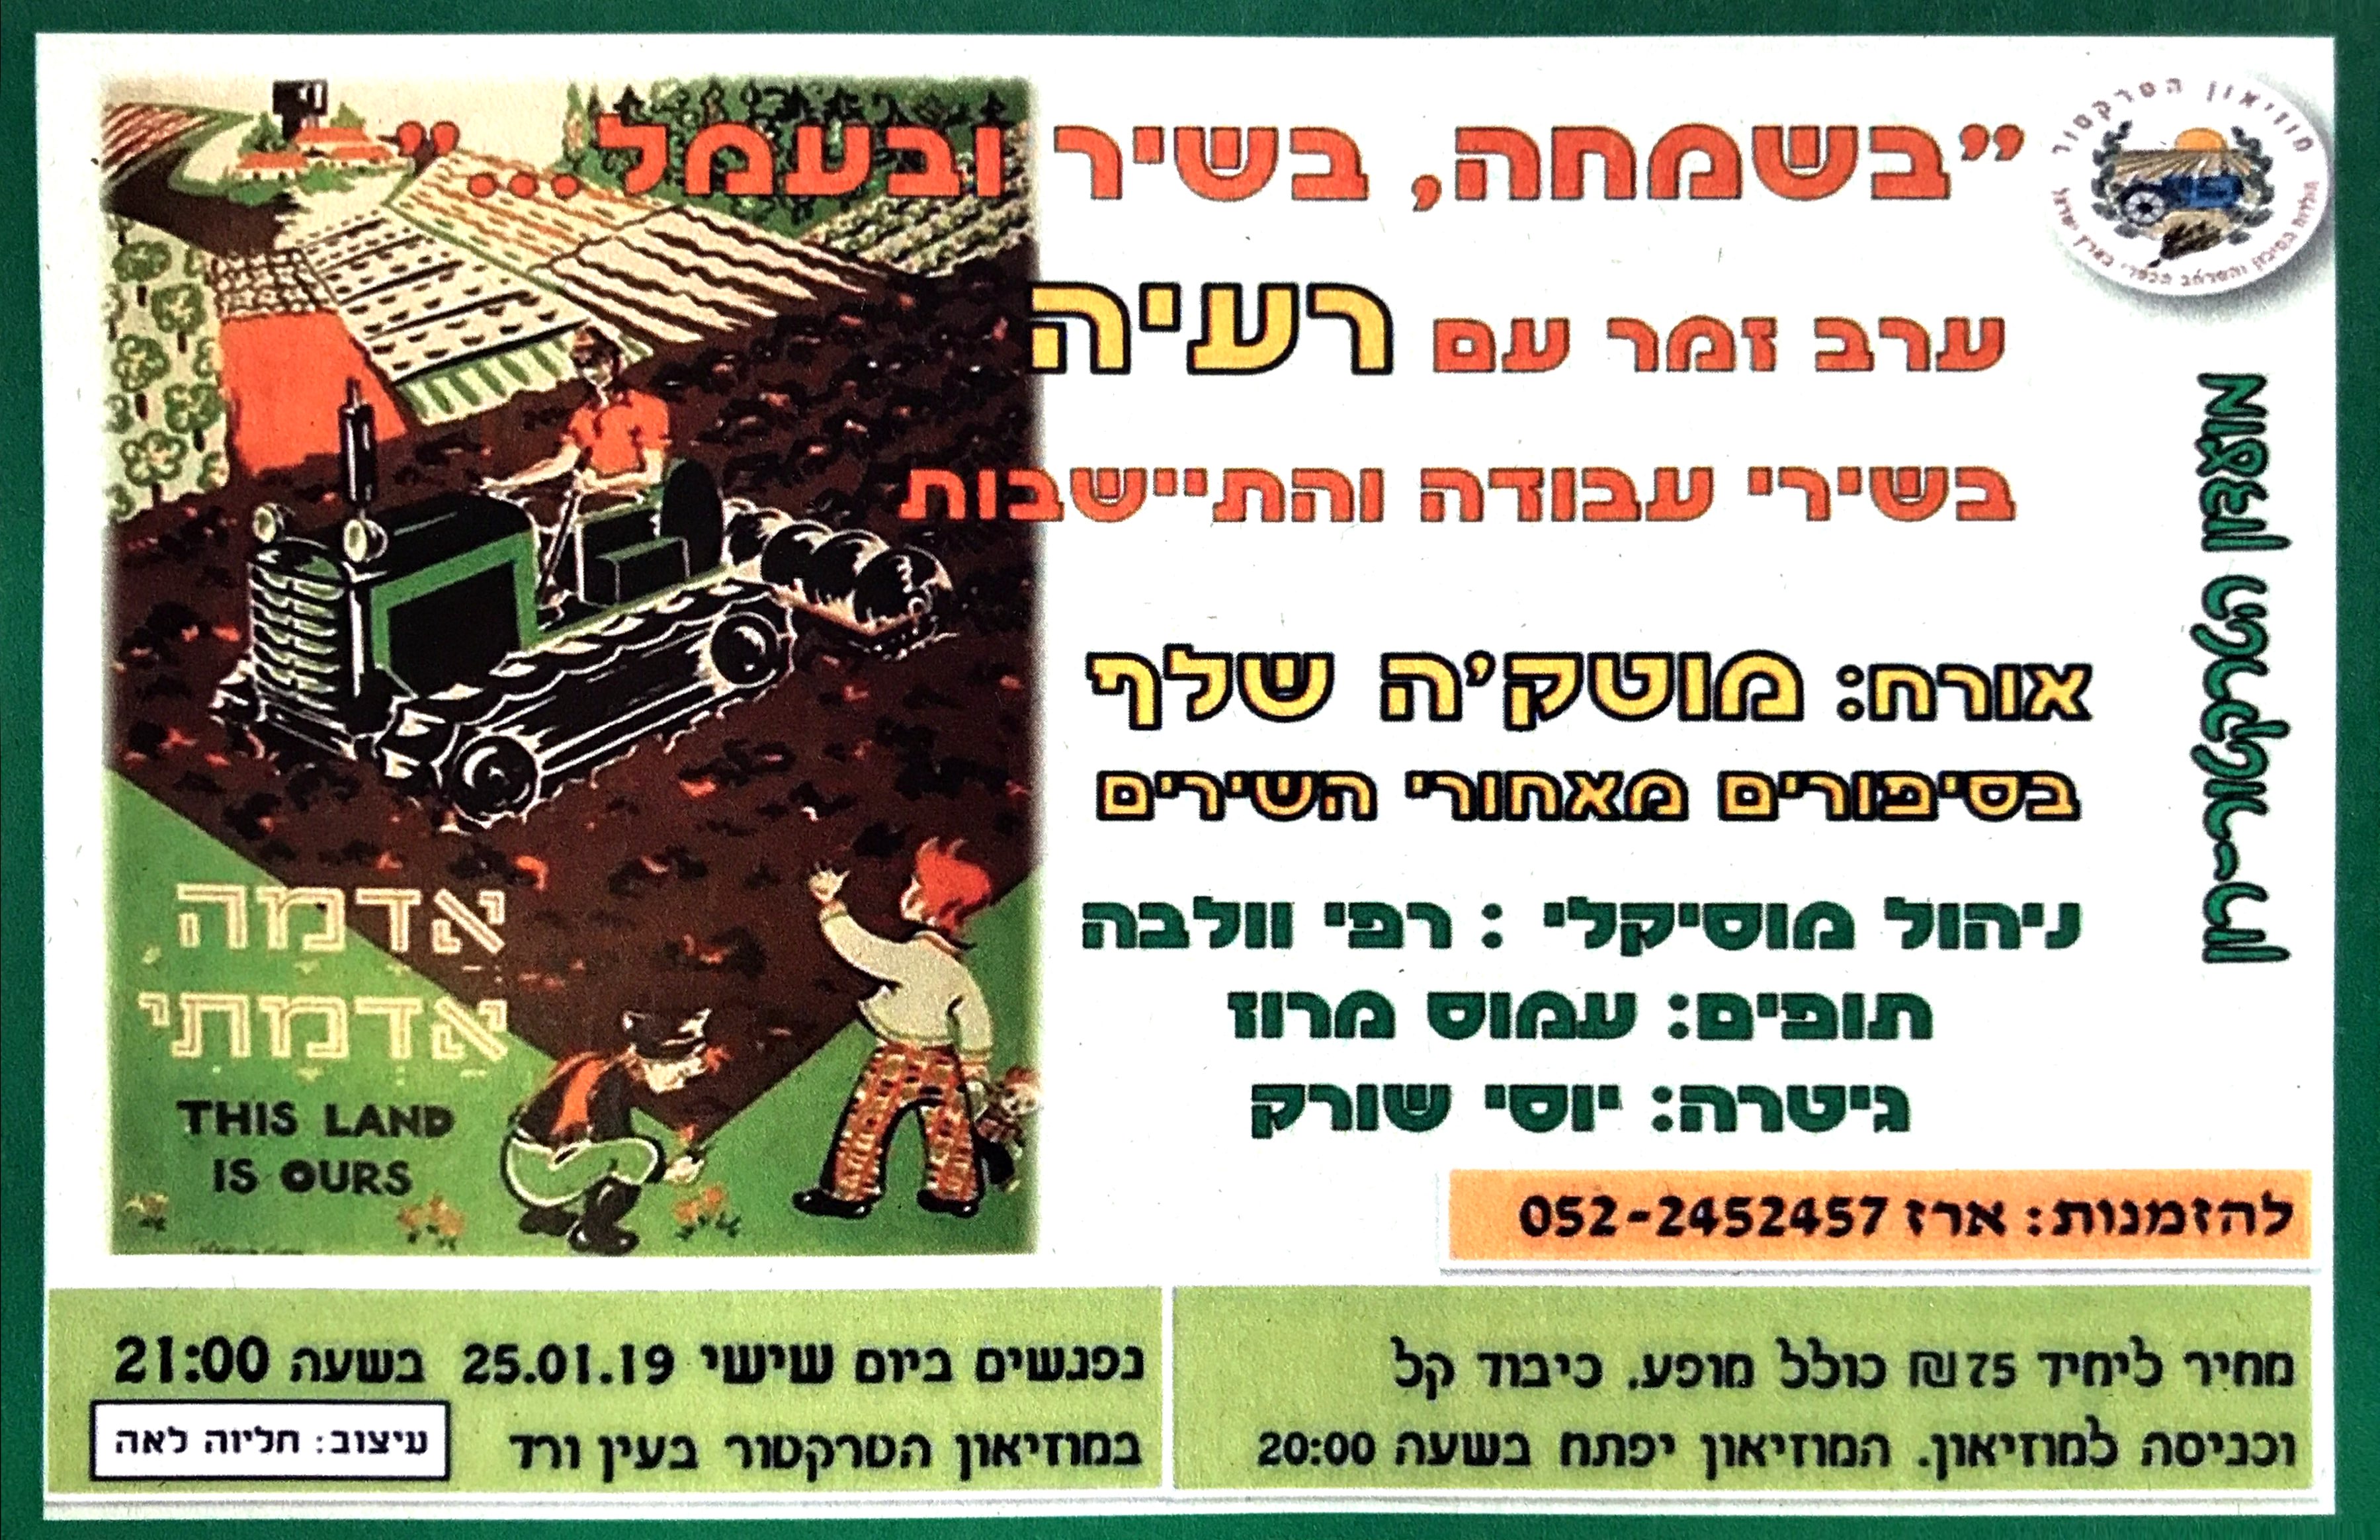 מוזיאון הטרקטור
"בשמחה, בשיר ובעמל..."
ערב זמר עם רעיה
בשירי עבודה והתיישבות
מועדון הטרקטור-רון
אורח: מוטק'ה שלף
בסיפורים מאחורי השירים
ניהול מוסיקלי : רפי וולבה
תופים: עמוס מרוז
גיטרה: יוסי שורק
להזמנות: ארז 052-2452457
אַדְמָה
אַדְמָתִי
THIS LAND
IS OURS
מחיר ליחיד 75 ₪ כולל מופע, כיבוד קל
וכניסה למוזיאון. המוזיאון יפתח בשעה 20:00
נפגשים ביום שישי 25.01.19 בשעה 21:00
במוזיאון הטרקטור בעין ורד
עיצוב: חליוה לאה